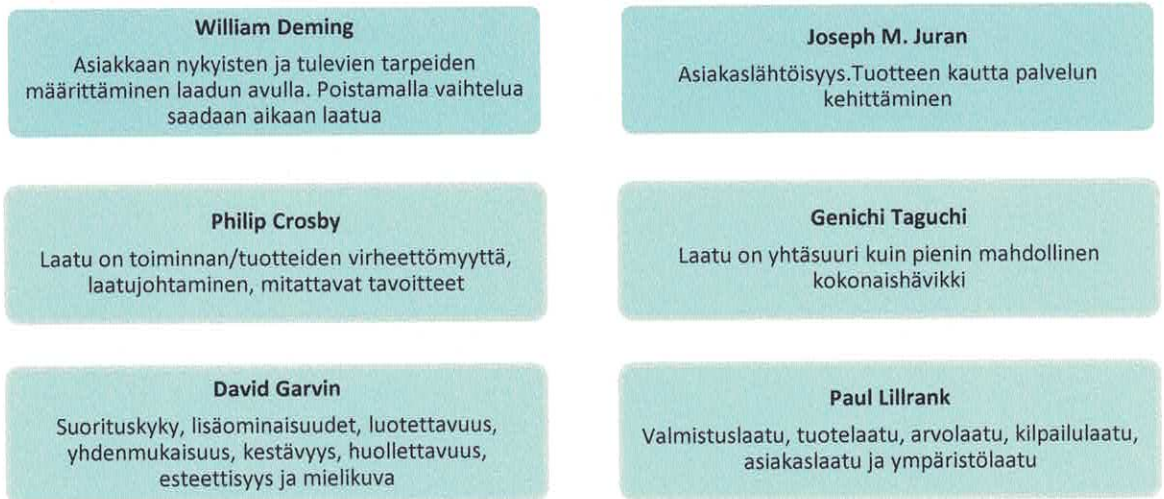 William Deming
Asiakkaan nykyisten ja tulevien tarpeiden
määrittäminen laadun avulla. Poistamalla vaihtelua
saadaan aikaan laatua
Joseph M. Juran
Asiakaslähtöisyys.Tuotteen kautta palvelun
kehittäminen
Philip Crosby
Laatu on toiminnan/tuotteiden virheettömyyttä,
laatujohtaminen, mitattavat tavoitteet
Genichi Taguchi
Laatu on yhtäsuuri kuin pienin mahdollinen
kokonaishävikki
David Garvin
Suorituskyky, lisäominaisuudet, luotettavuus,
yhdenmukaisuus, kestävyys, huollettavuus,
esteettisyys ja mielikuva
Paul Lillrank
Valmistuslaatu, tuotelaatu, arvolaatu, kilpailulaatu,
asiakaslaatu ja ympäristölaatu